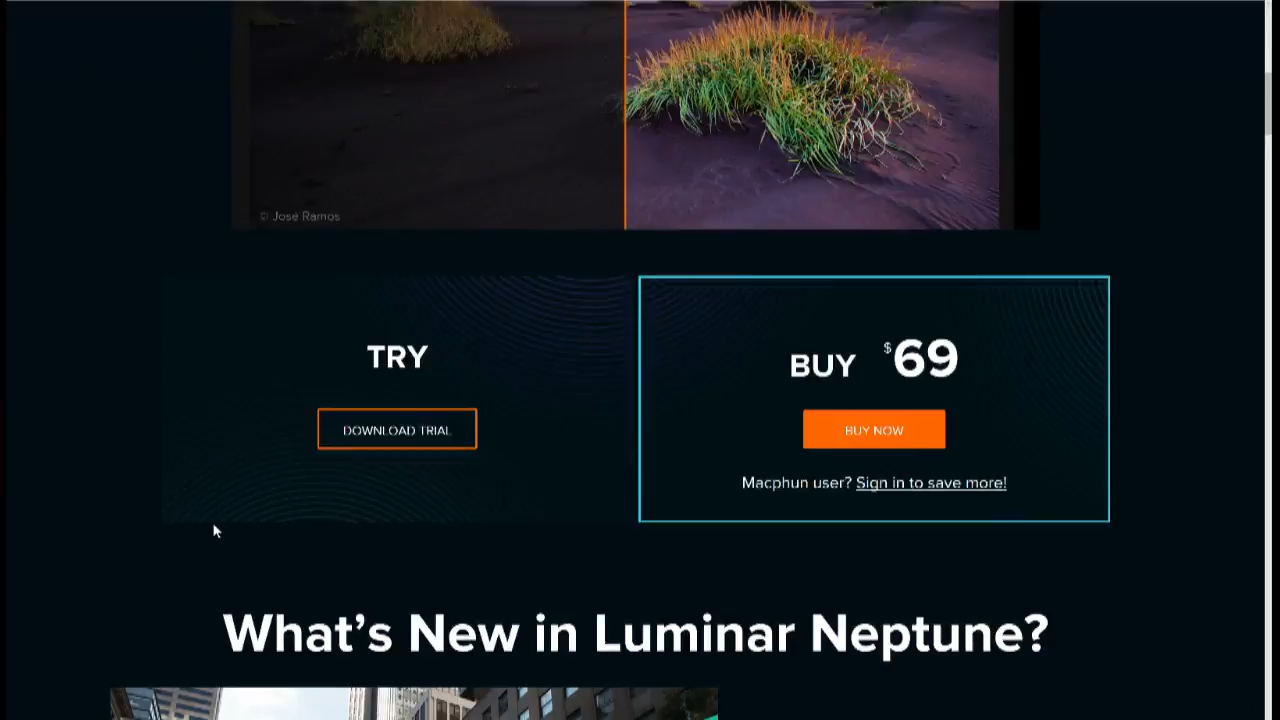 © José Ramos
TRY
DOWNLOAD TRIAL
BUY $69
BUY NOW
Macphun user? Sign in to save more!
What's New in Luminar Neptune?